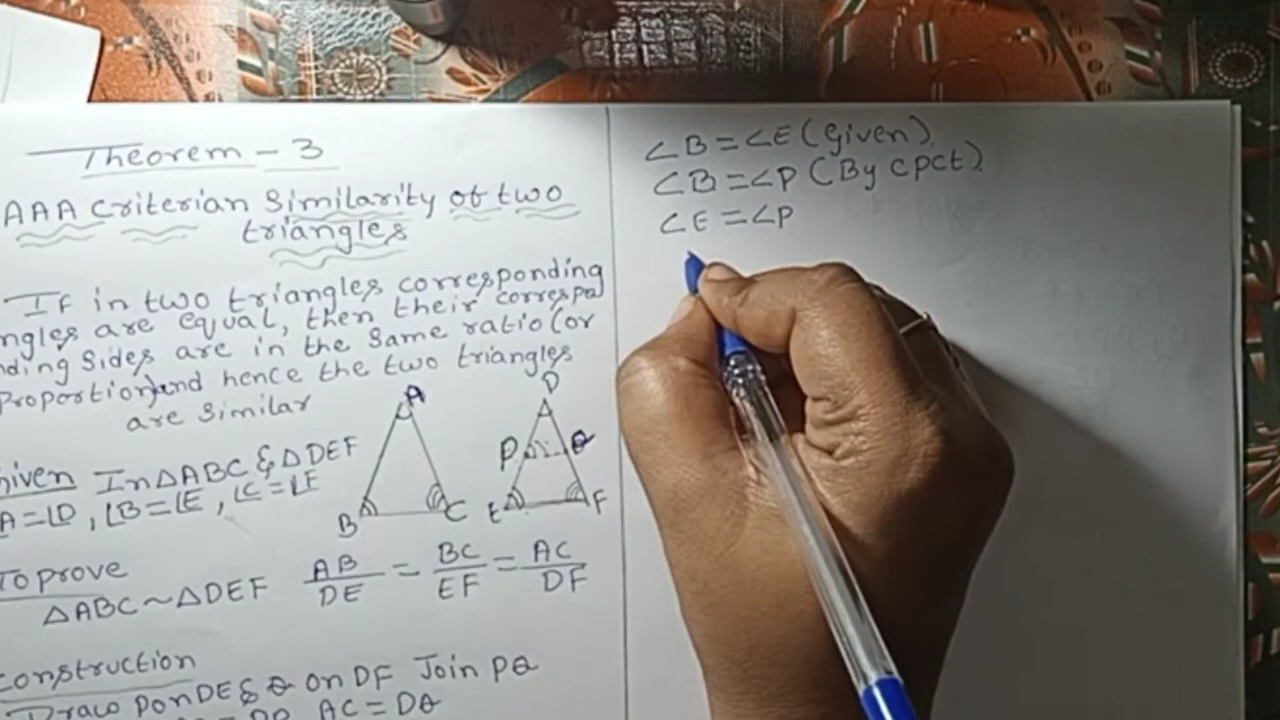 Theorem - 3
AAA Criterian Similarity of two
triangles
If in two triangles corresponding
ngles are equal, then their correspo
nding Sides are in the same ratio (or
Proportion) and hence the two triangles
are similar
Given In △ABC & △DEF
A = ∠D, ∠B = ∠E, ∠C = ∠F
A
B
C
D
P
Q
E
F
To prove
△ABC ~ △DEF AB/DE = BC/EF = AC/DF
construction
Draw P on DE & Q on DF Join PQ
= DP AC = DQ
∠B = ∠E (Given)
∠B = ∠P (By CPCt)
∠E = ∠P